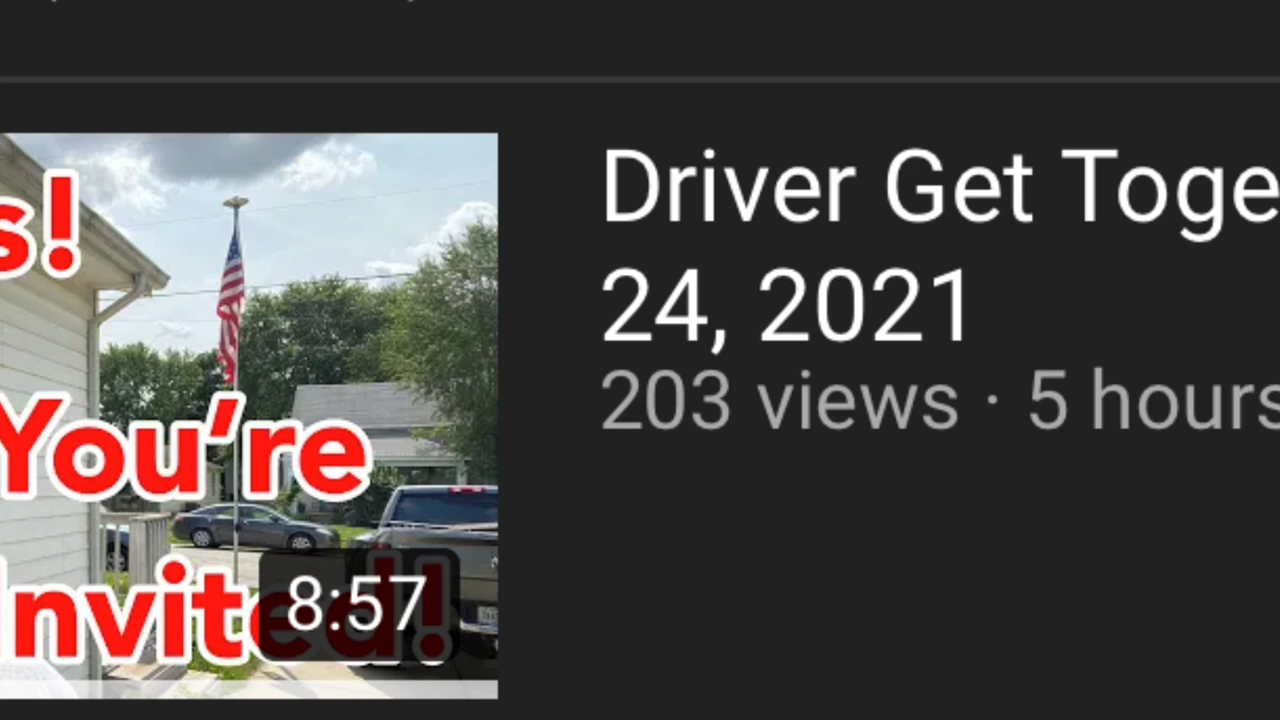 s!
You're
Invited!
8:57
Driver Get Toge
24, 2021
203 views · 5 hours